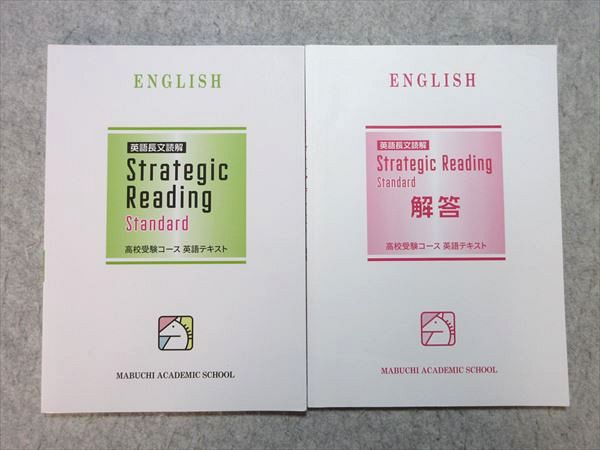 ENGLISH
英語長文読解
Strategic
Reading
Standard
高校受験コース 英語テキスト
MABUCHI ACADEMIC SCHOOL
ENGLISH
英語長文読解
Strategic Reading
Standard
解答
高校受験コース 英語テキスト
MABUCHI ACADEMIC SCHOOL